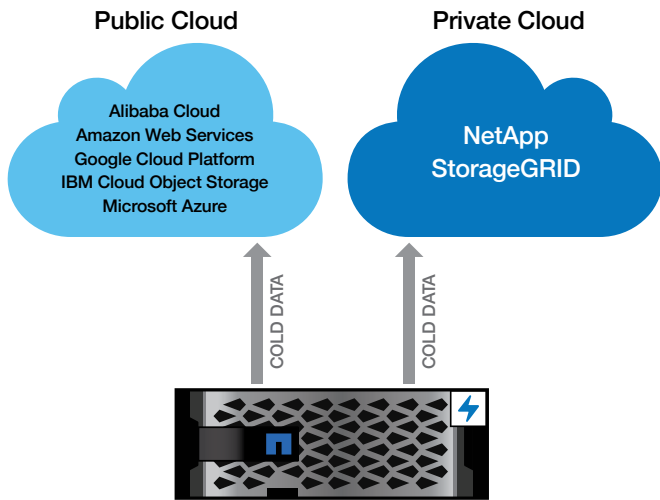 Public Cloud
Private Cloud
Alibaba Cloud
Amazon Web Services
Google Cloud Platform
IBM Cloud Object Storage
Microsoft Azure
NetApp
StorageGRID
COLD DATA
COLD DATA